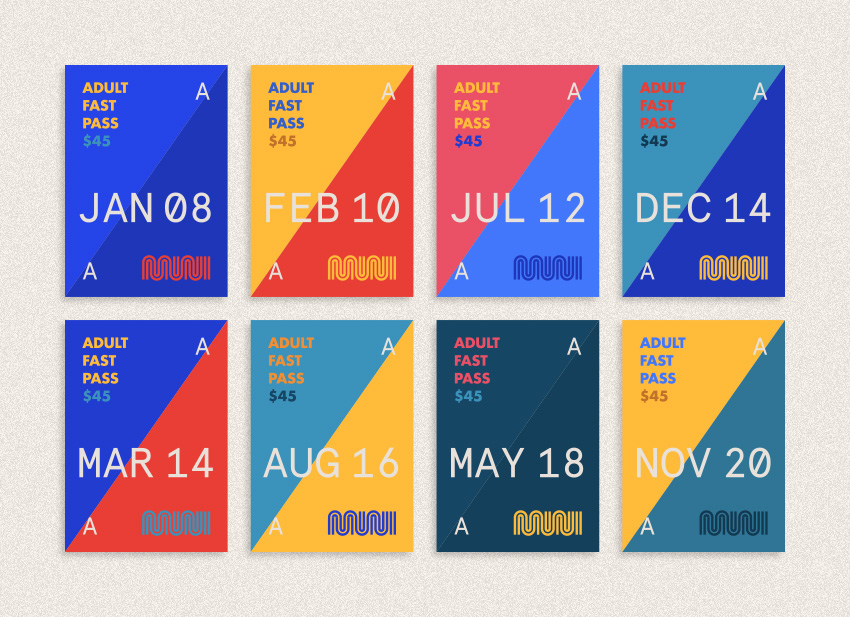 ADULT
FAST
PASS
$45
A
JAN 08
A
MUNI
ADULT
FAST
PASS
$45
A
FEB 10
A
MUNI
ADULT
FAST
PASS
$45
A
JUL 12
A
MUNI
ADULT
FAST
PASS
$45
A
DEC 14
MUNI
ADULT
FAST
PASS
$45
A
MAR 14
A
MUNI
ADULT
FAST
PASS
$45
A
AUG 16
A
MUNI
ADULT
FAST
PASS
$45
A
MAY 18
A
MUNI
ADULT
FAST
PASS
$45
A
NOV 20
A
MUNI